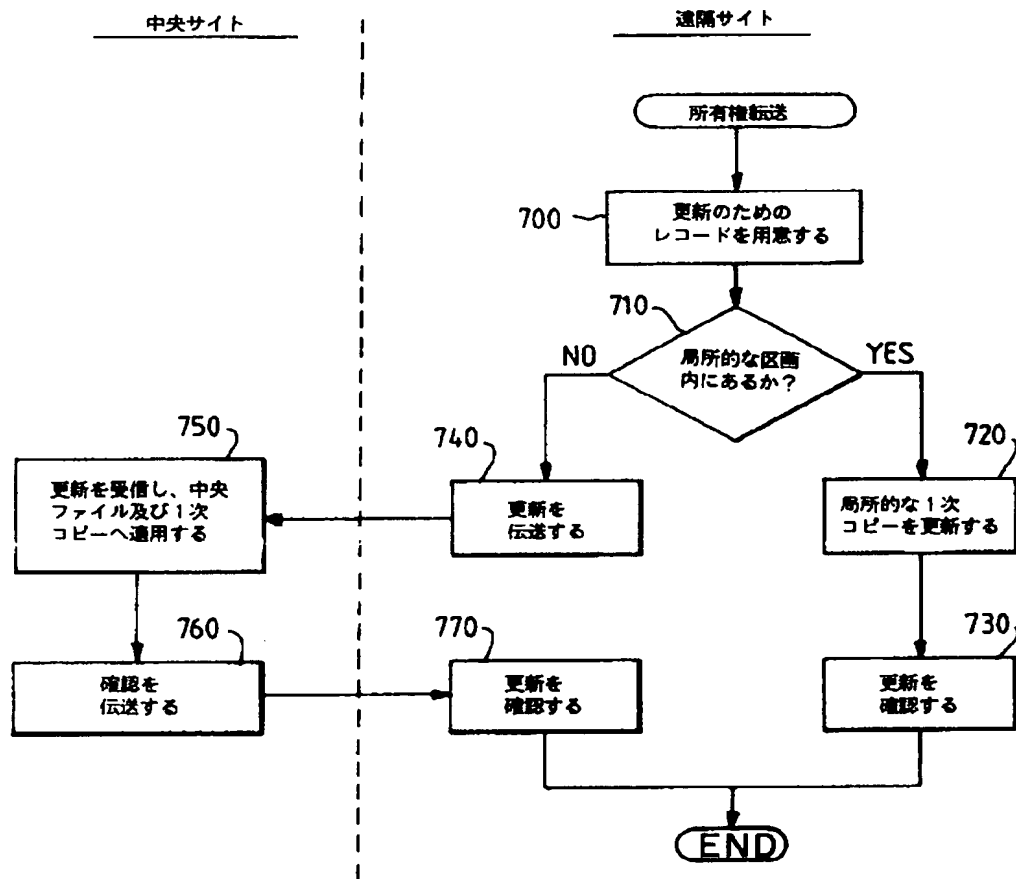 中央サイト
遠隔サイト
所有権転送
700
更新のための
レコードを用意する
710
NO
局所的な区画
内にあるか?
YES
750
更新を受信し、中央
ファイル及び1次
コピーへ適用する
740
更新を
伝送する
720
局所的な1次
コピーを更新する
760
確認を
伝送する
770
更新を
確認する
730
更新を
確認する
END